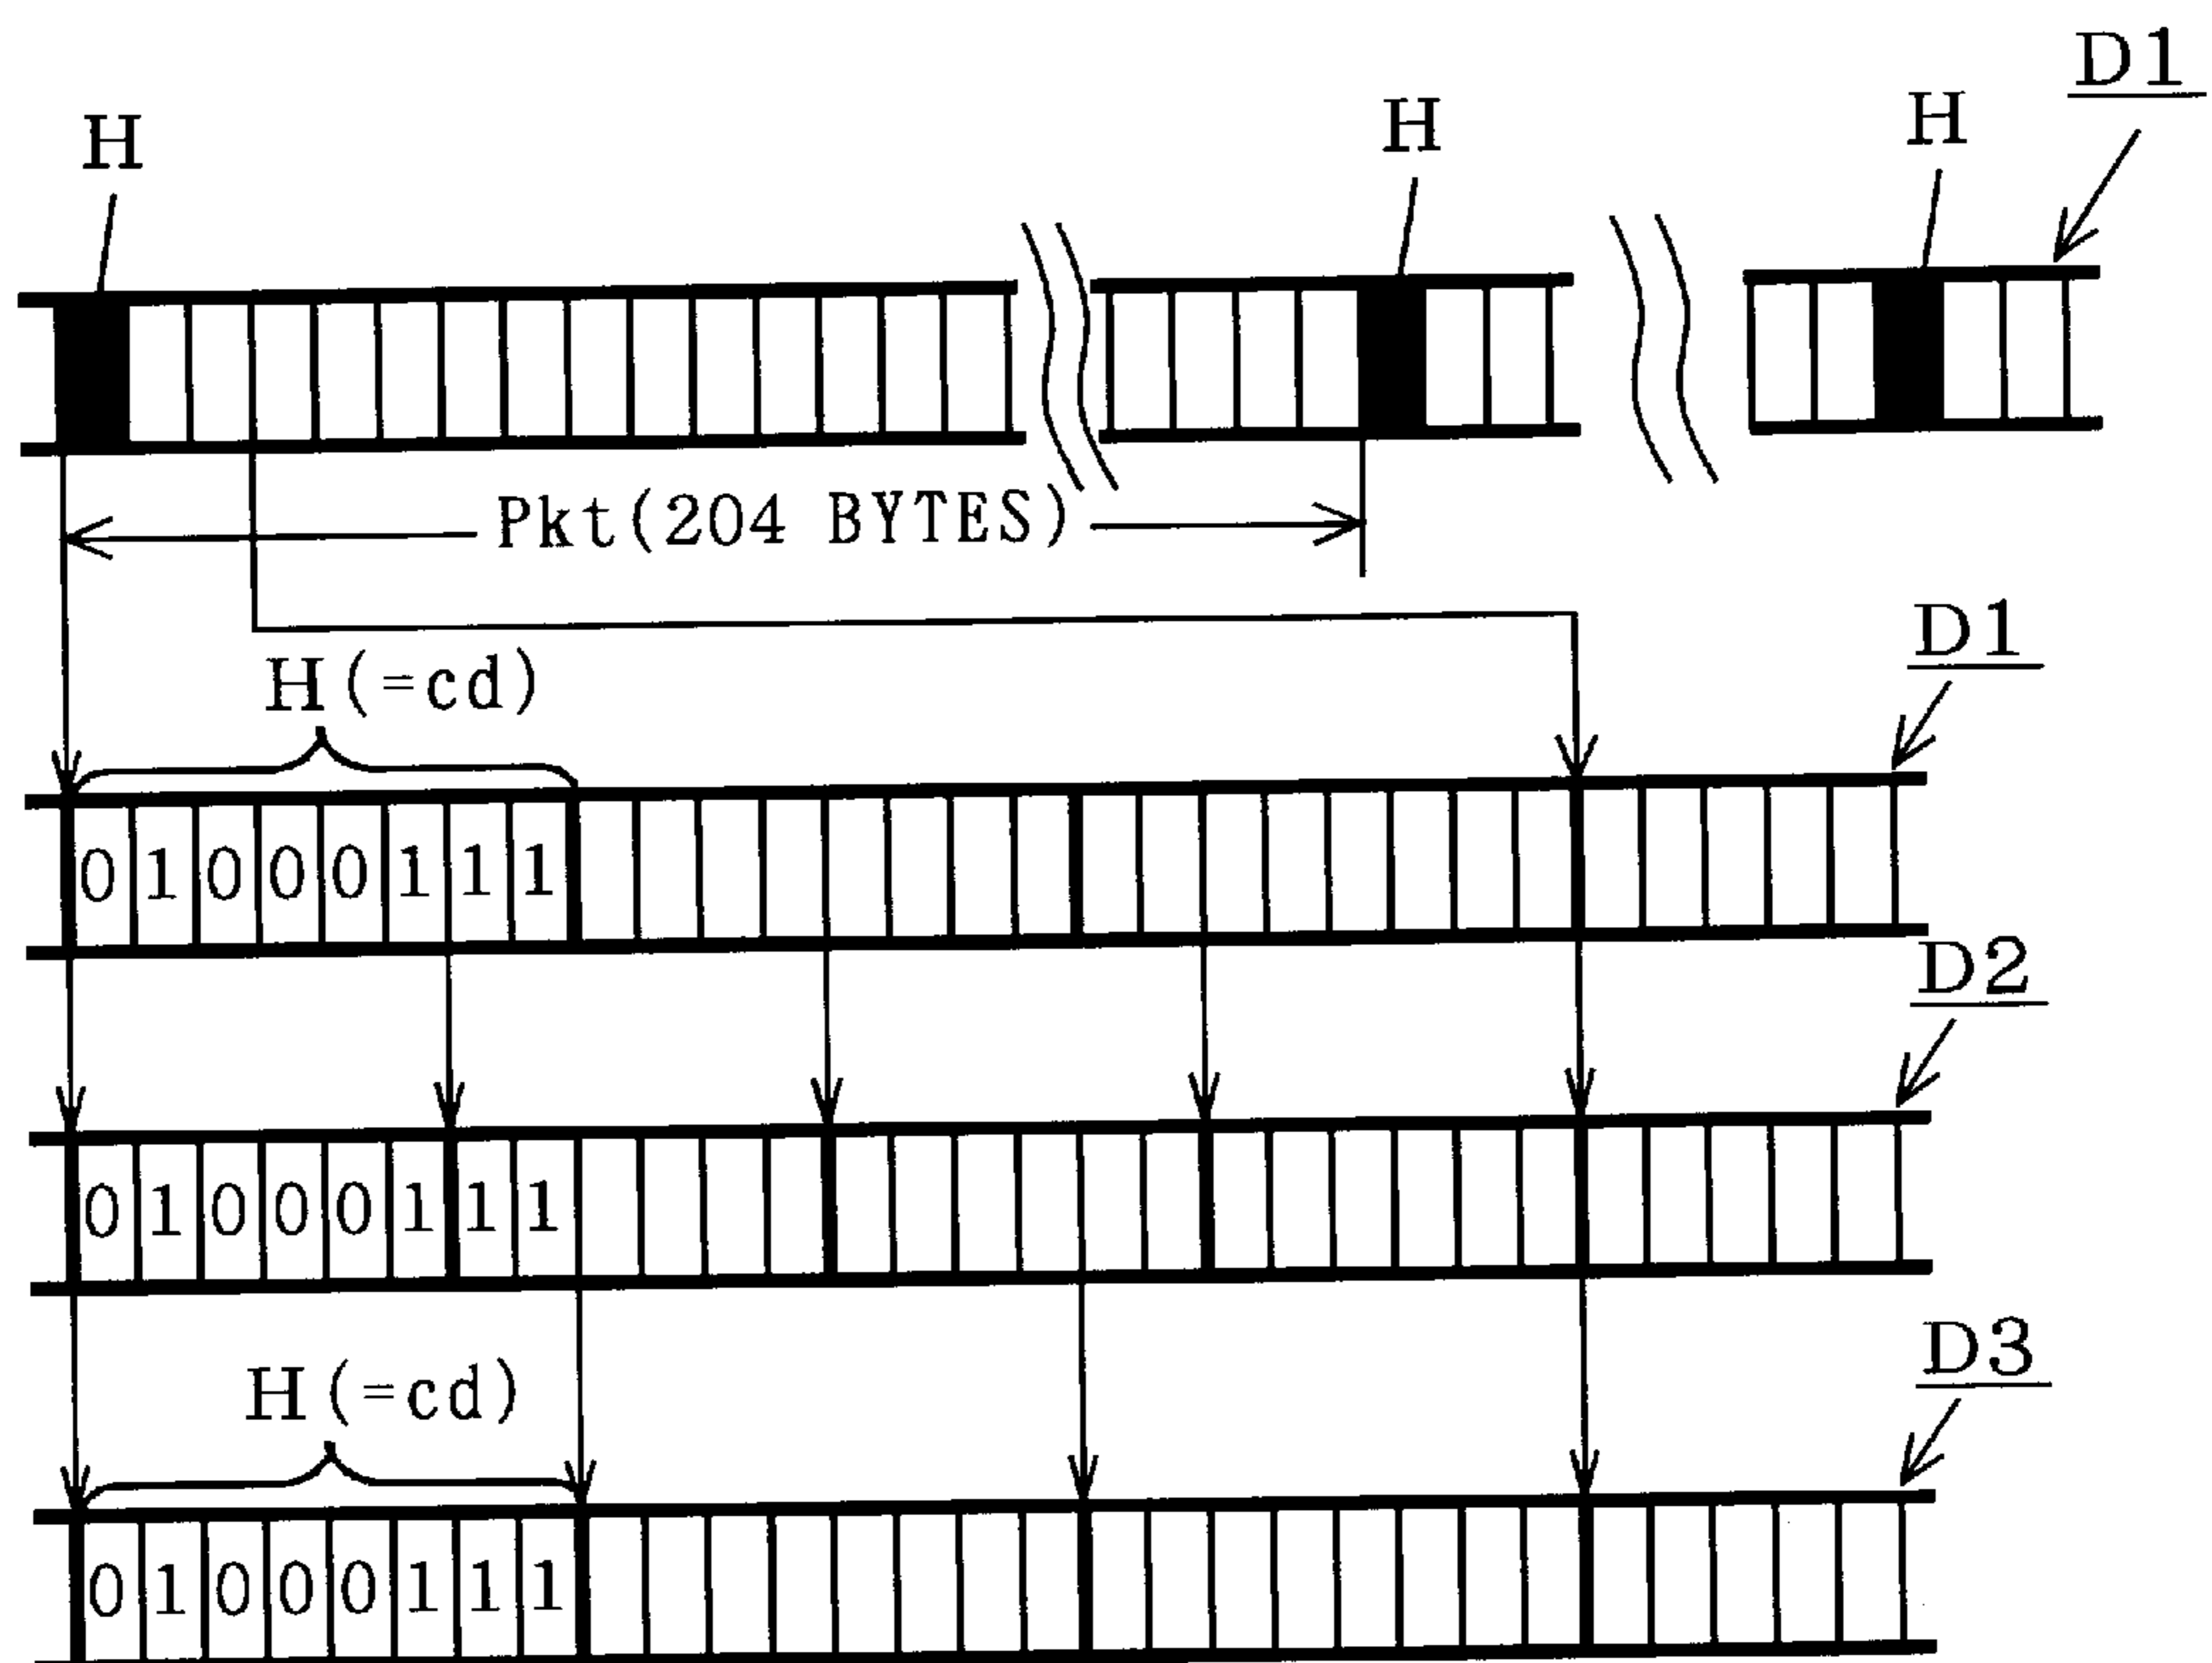 D1
H H H
Pkt(204 BYTES)
D1
H(=cd)
0 1 0 0 0 1 1 1
D2
0 1 0 0 0 1 1 1
D3
H(=cd)
0 1 0 0 0 1 1 1